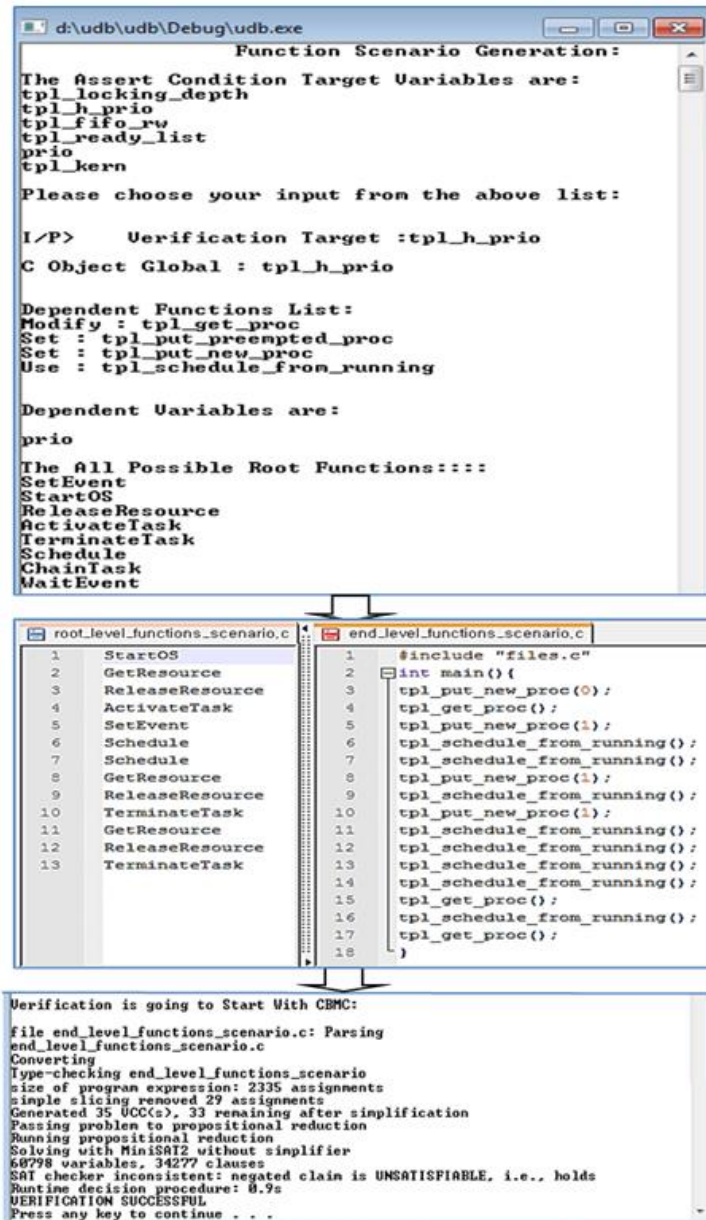 d:\udb\udb\Debug\udb.exe
Function Scenario Generation:
The Assert Condition Target Variables are:
tpl_locking_depth
tpl_h_prio
tpl_fifo_rw
tpl_ready_list
prio
tpl_kern
Please choose your input from the above list:
I/P> Verification Target :tpl_h_prio
C Object Global : tpl_h_prio
Dependent Functions List:
Modify : tpl_get_proc
Set : tpl_put_preempted_proc
Set : tpl_put_new_proc
Use : tpl_schedule_from_running
Dependent Variables are:
prio
The All Possible Root Functions::::
SetEvent
StartOS
ReleaseResource
ActivateTask
TerminateTask
Schedule
ChainTask
WaitEvent
root_level_functions_scenario.c
1 StartOS
2 GetResource
3 ReleaseResource
4 ActivateTask
5 SetEvent
6 Schedule
7 Schedule
8 GetResource
9 ReleaseResource
10 TerminateTask
11 GetResource
12 ReleaseResource
13 TerminateTask
end_level_functions_scenario.c
1 #include "files.c"
2 int main(){
3 tpl_put_new_proc(0);
4 tpl_get_proc();
5 tpl_put_new_proc(1);
6 tpl_schedule_from_running();
7 tpl_schedule_from_running();
8 tpl_put_new_proc(1);
9 tpl_schedule_from_running();
10 tpl_put_new_proc(1);
11 tpl_schedule_from_running();
12 tpl_schedule_from_running();
13 tpl_schedule_from_running();
14 tpl_schedule_from_running();
15 tpl_get_proc();
16 tpl_schedule_from_running();
17 tpl_get_proc();
18 }
Verification is going to Start With CBMC:
file end_level_functions_scenario.c: Parsing
end_level_functions_scenario.c
Converting
Type-checking end_level_functions_scenario
size of program expression: 2335 assignments
simple slicing removed 29 assignments
Generated 35 VCC(s), 33 remaining after simplification
Passing problem to propositional reduction
Running propositional reduction
Solving with MiniSAT2 without simplifier
60798 variables, 34277 clauses
SAT checker inconsistent: negated claim is UNSATISFIABLE, i.e., holds
Runtime decision procedure: 0.9s
VERIFICATION SUCCESSFUL
Press any key to continue . . .